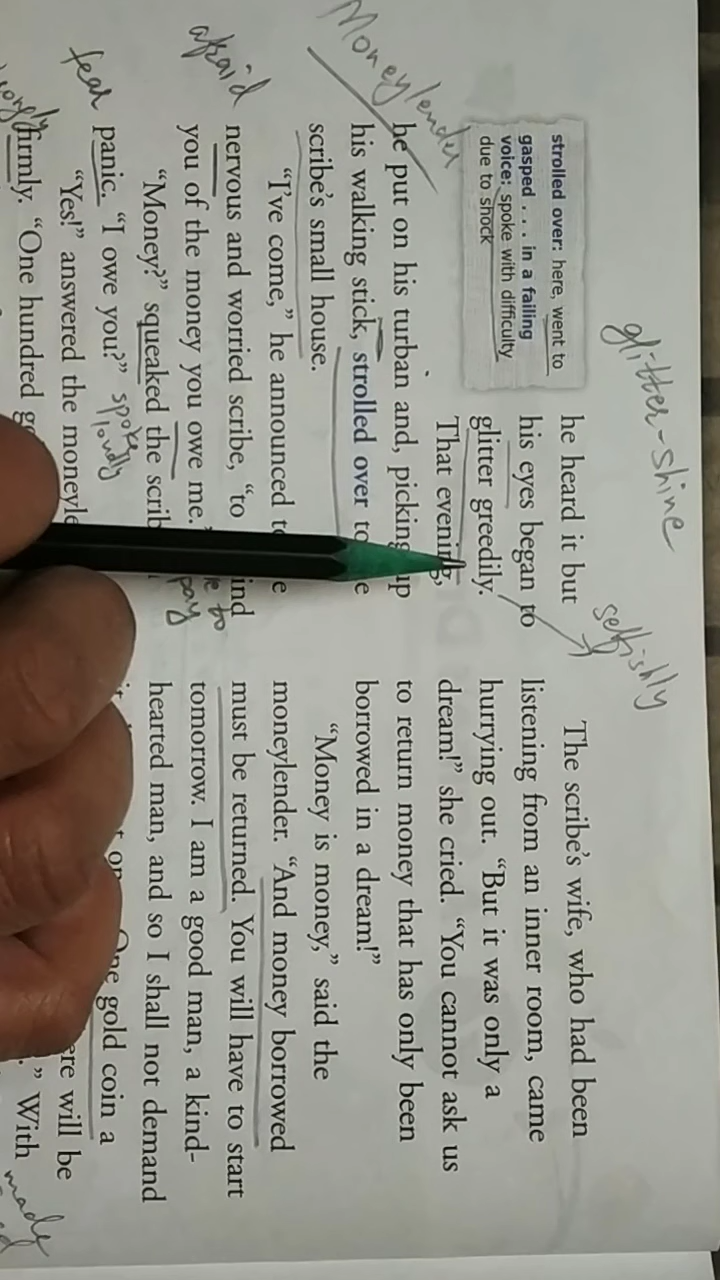 Moneylender
glitter-shine
selfishly
strolled over: here, went to
gasped . . . in a failing
voice: spoke with difficulty
due to shock
he heard it but
his eyes began to
glitter greedily.
That evening,
he put on his turban and, picking up
his walking stick, strolled over to
scribe's small house.
"I've come," he announced
afraid
nervous and worried scribe, "to
you of the money you owe me.
to
pay
"Money?" squeaked the
fear
panic. "I owe you?" spoke
loudly
"Yes!" answered the
firmly. "One hundred
The scribe's wife, who had been
listening from an inner room, came
hurrying out. "But it was only a
dream!" she cried. "You cannot ask us
to return money that has only been
borrowed in a dream!"
"Money is money," said the
moneylender. "And money borrowed
must be returned. You will have to start
tomorrow. I am a good man, a kind-
hearted man, and so I shall not demand
One gold coin a
will be
" With
made